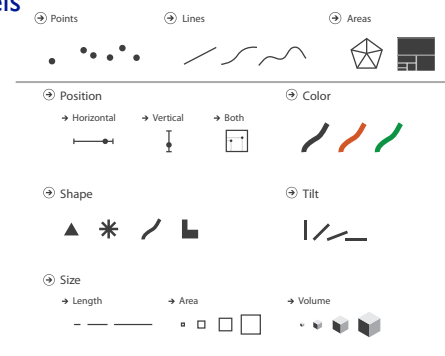 Points Lines Areas
Position Color
Horizontal Vertical Both
Shape Tilt
Size
Length Area Volume